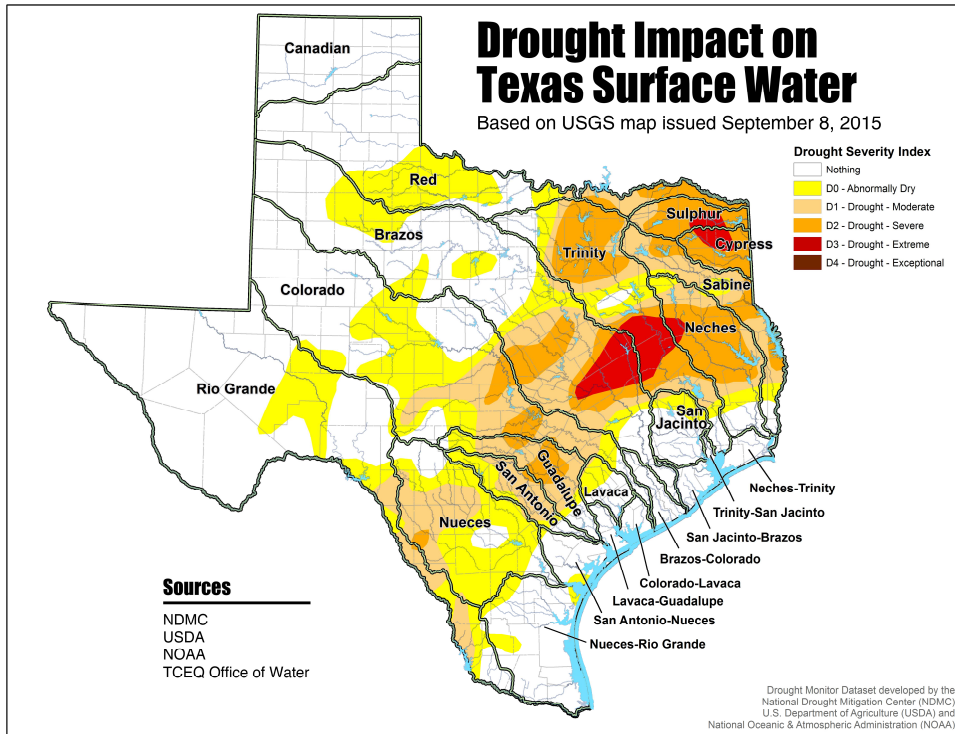 Drought Impact on
Texas Surface Water
Based on USGS map issued September 8, 2015
Drought Severity Index
Nothing
D0 - Abnormally Dry
D1 - Drought - Moderate
D2 - Drought - Severe
D3 - Drought - Extreme
D4 - Drought - Exceptional
Canadian
Red
Sulphur
Brazos
Cypress
Trinity
Sabine
Colorado
Neches
Rio Grande
San
Jacinto
Guadalupe
San Antonio
Lavaca
Nueces
Neches-Trinity
Trinity-San Jacinto
San Jacinto-Brazos
Brazos-Colorado
Colorado-Lavaca
Lavaca-Guadalupe
San Antonio-Nueces
Nueces-Rio Grande
Sources
NDMC
USDA
NOAA
TCEQ Office of Water
Drought Monitor Dataset developed by the
National Drought Mitigation Center (NDMC)
U.S. Department of Agriculture (USDA) and
National Oceanic & Atmospheric Administration (NOAA)